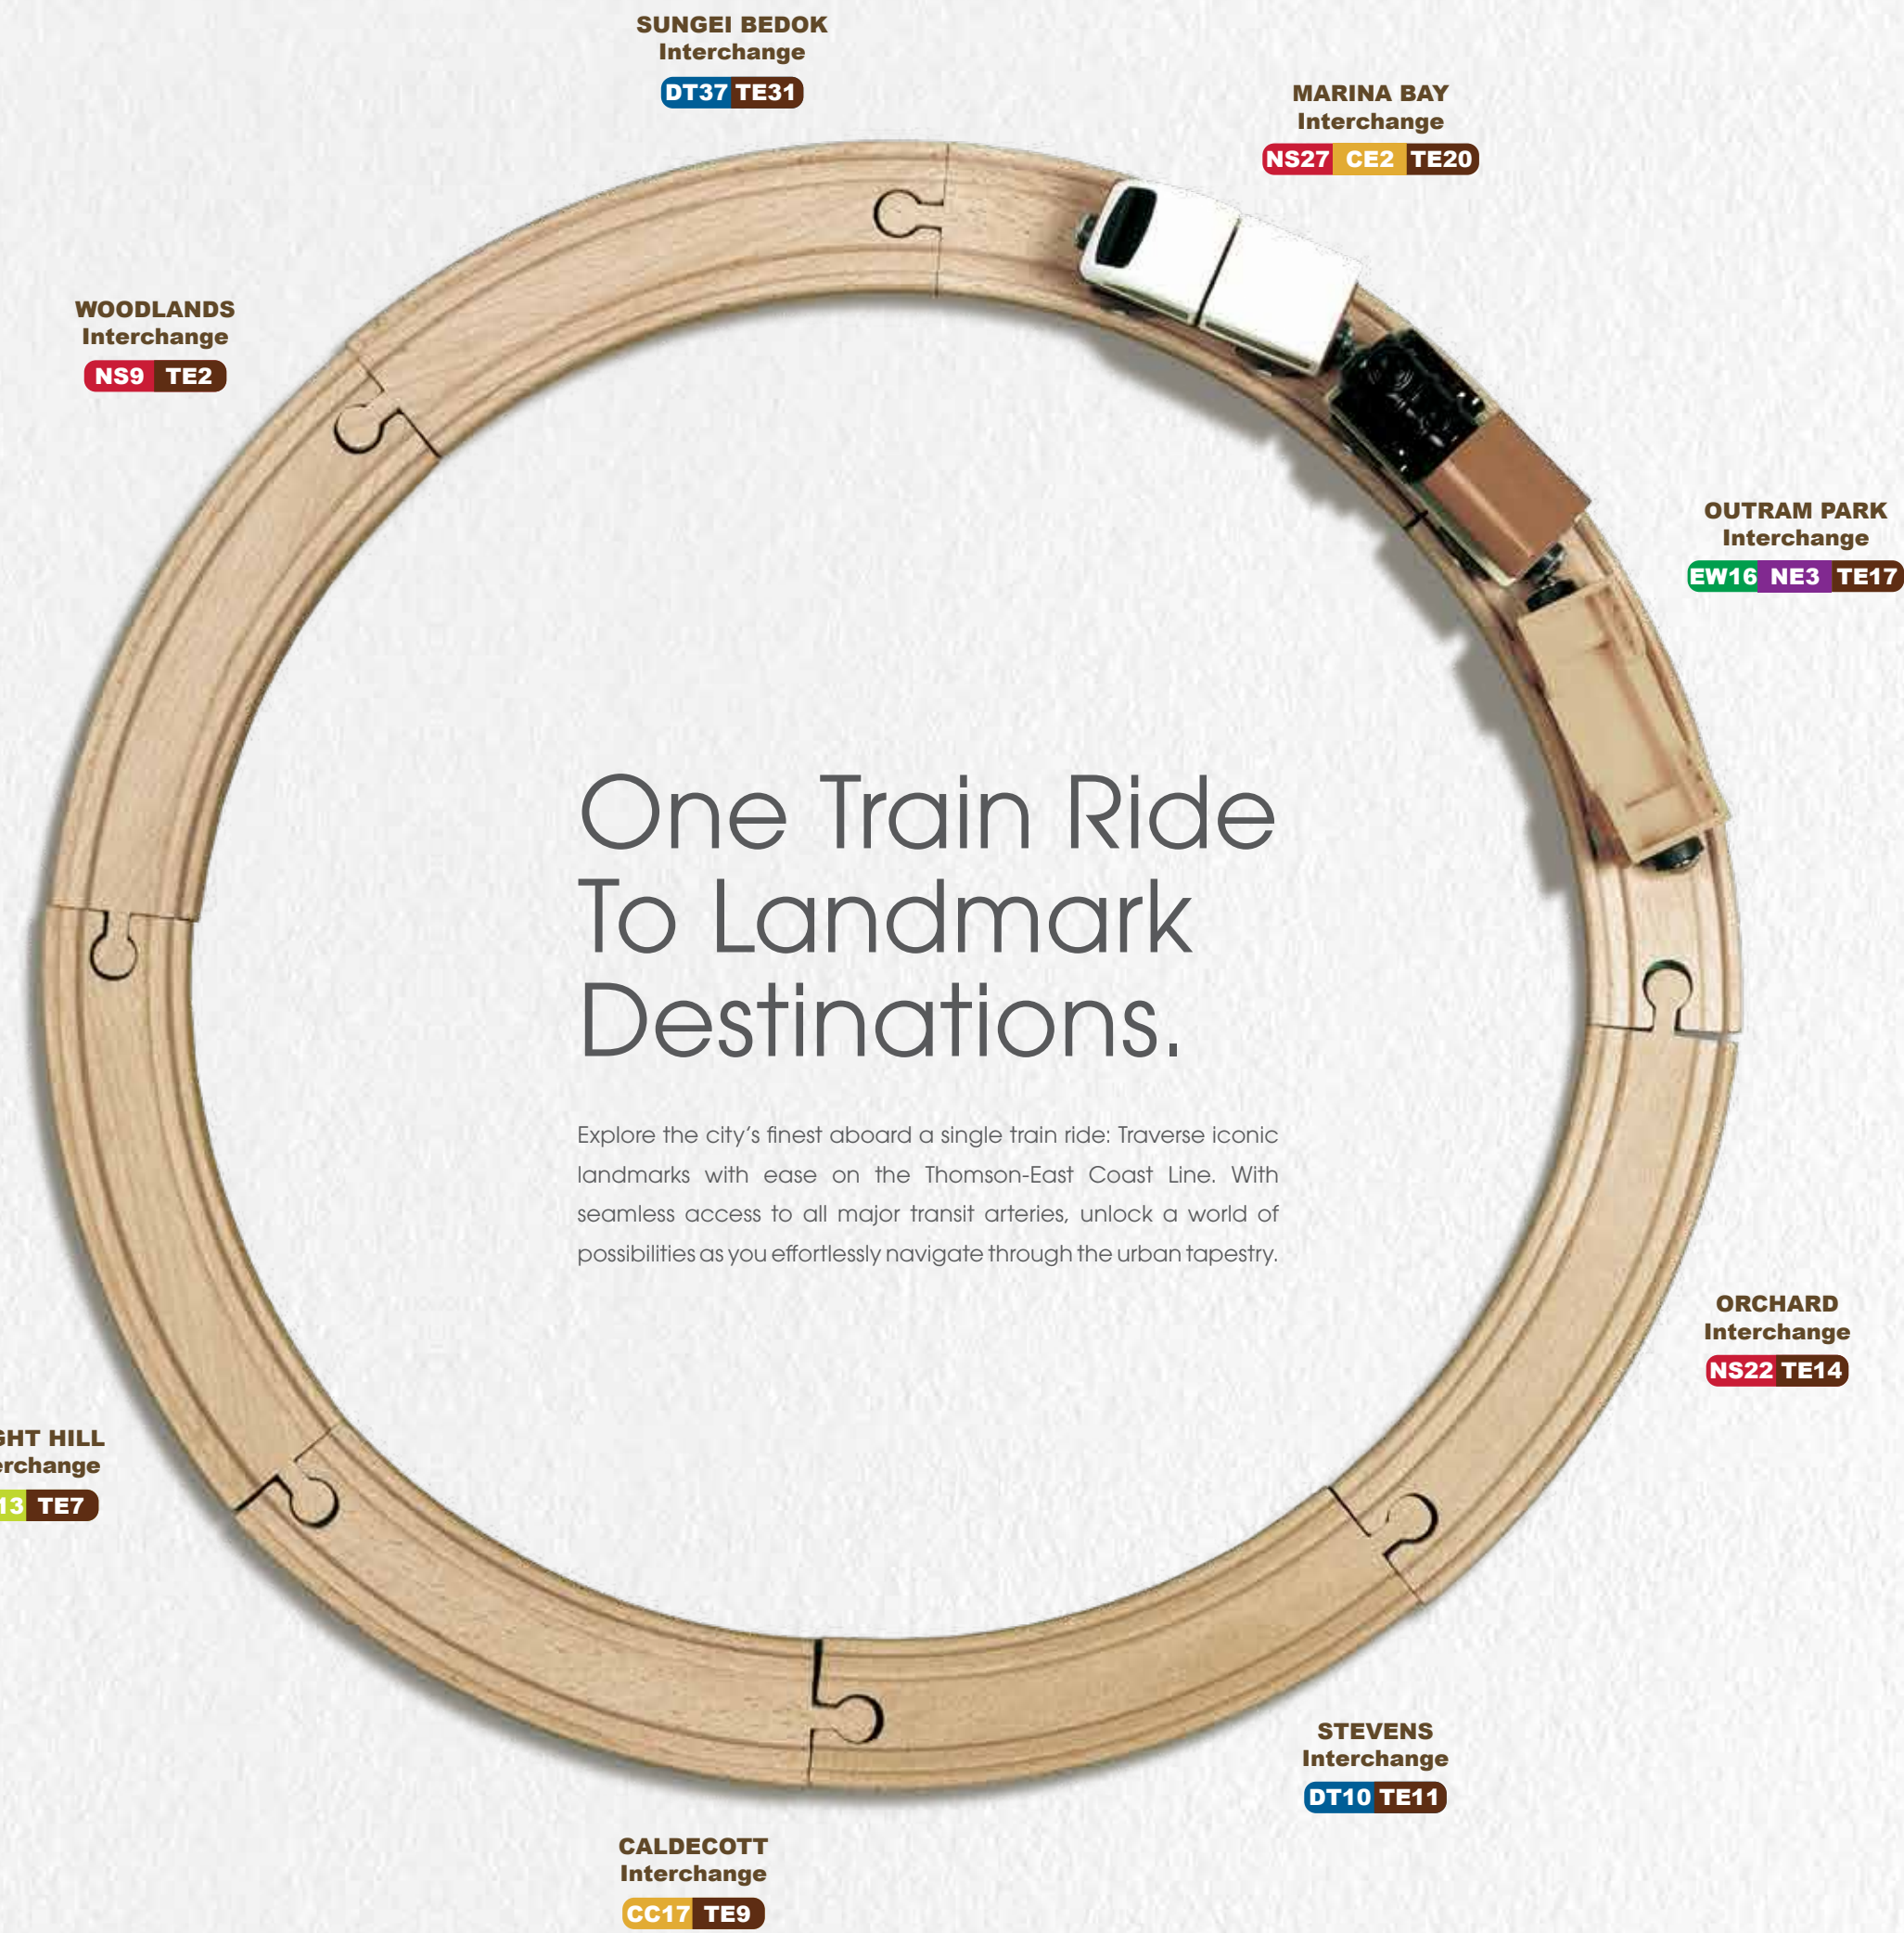 SUNGEI BEDOK
Interchange
DT37 TE31
MARINA BAY
Interchange
NS27 CE2 TE20
WOODLANDS
Interchange
NS9 TE2
OUTRAM PARK
Interchange
EW16 NE3 TE17
One Train Ride
To Landmark
Destinations.
Explore the city's finest aboard a single train ride: Traverse iconic
landmarks with ease on the Thomson-East Coast Line. With
seamless access to all major transit arteries, unlock a world of
possibilities as you effortlessly navigate through the urban tapestry.
ORCHARD
Interchange
NS22 TE14
GHT HILL
erchange
13 TE7
STEVENS
Interchange
DT10 TE11
CALDECOTT
Interchange
CC17 TE9